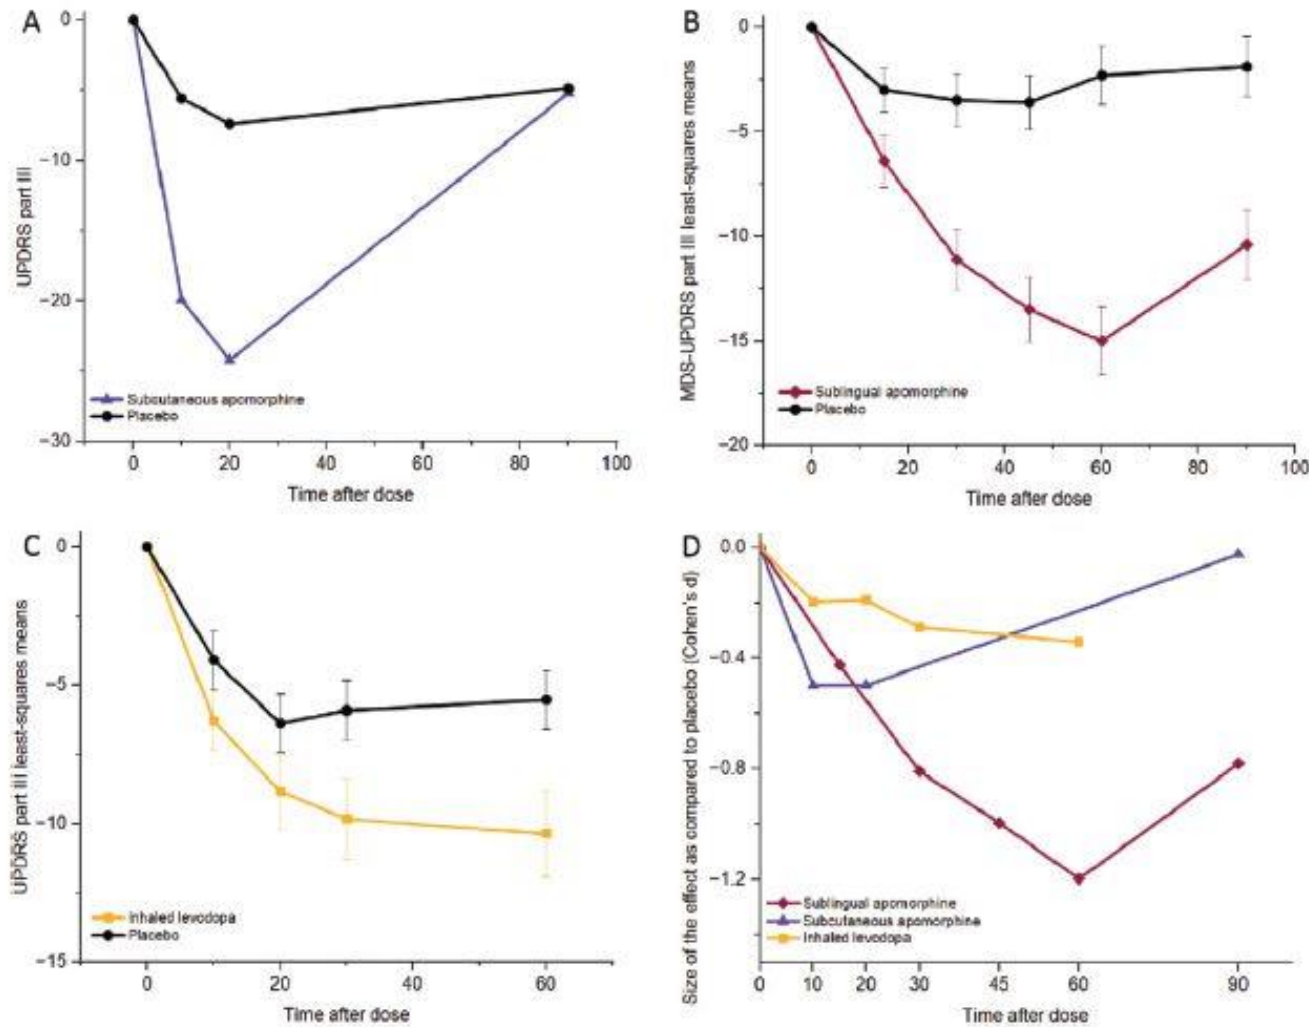 A
UPDRS part III
0
−10
−20
−30
Subcutaneous apomorphine
Placebo
0 20 40 60 80 100
Time after dose
B
MDS-UPDRS part III least-squares means
0
−5
−10
−15
−20
Sublingual apomorphine
Placebo
0 20 40 60 80 100
Time after dose
C
UPDRS part III least-squares means
0
−5
−10
−15
Inhaled levodopa
Placebo
0 20 40 60
Time after dose
D
Size of the effect as compared to placebo (Cohen's d)
0.0
−0.4
−0.8
−1.2
Sublingual apomorphine
Subcutaneous apomorphine
Inhaled levodopa
0 10 20 30 45 60 90
Time after dose